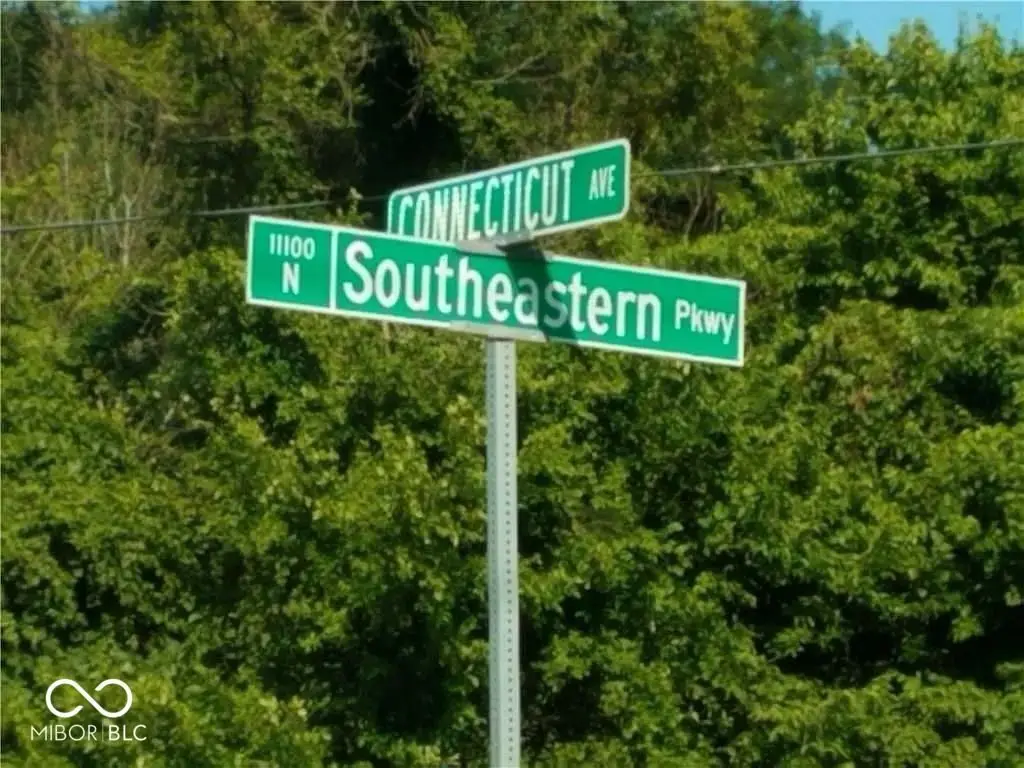 CONNECTICUT AVE
11100
N
Southeastern Pkwy
MIBOR|BLC